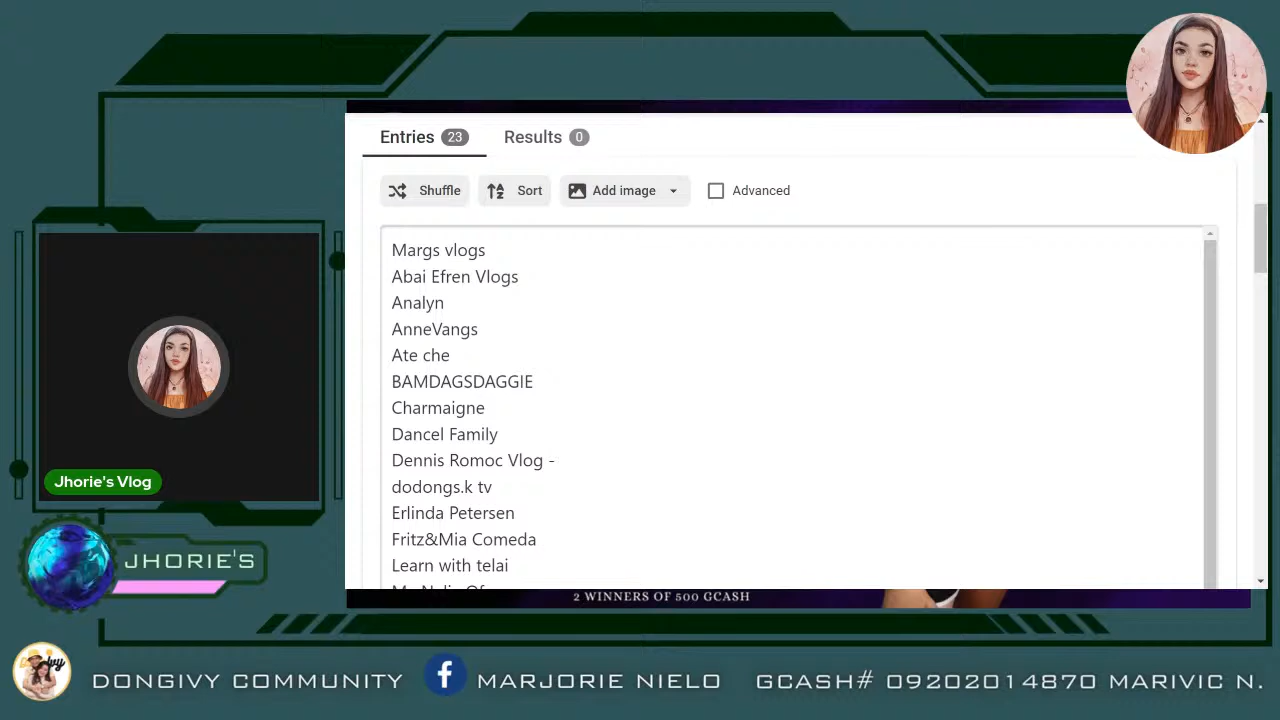 Entries 23 Results 0
Shuffle Sort Add image Advanced
Margs vlogs
Abai Efren Vlogs
Analyn
AnneVangs
Ate che
BAMDAGSDAGGIE
Charmaigne
Dancel Family
Dennis Romoc Vlog -
dodongs.k tv
Erlinda Petersen
Fritz&Mia Comeda
Learn with telai
2 WINNERS OF 500 GCASH
Jhorie's Vlog
JHORIE'S
DONGIVY COMMUNITY f MARJORIE NIELO GCASH# 09202014870 MARIVIC N.